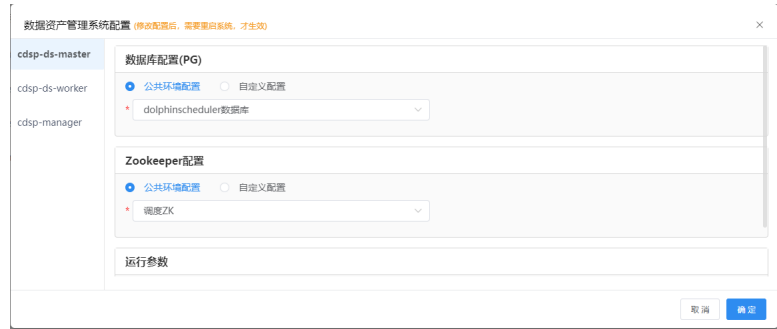 数据资产管理系统配置 (修改配置后，需要重启系统，才生效)
cdsp-ds-master
cdsp-ds-worker
cdsp-manager
数据库配置(PG)
公共环境配置 自定义配置
* dolphinscheduler数据库
Zookeeper配置
公共环境配置 自定义配置
* 调度ZK
运行参数
取消 确定